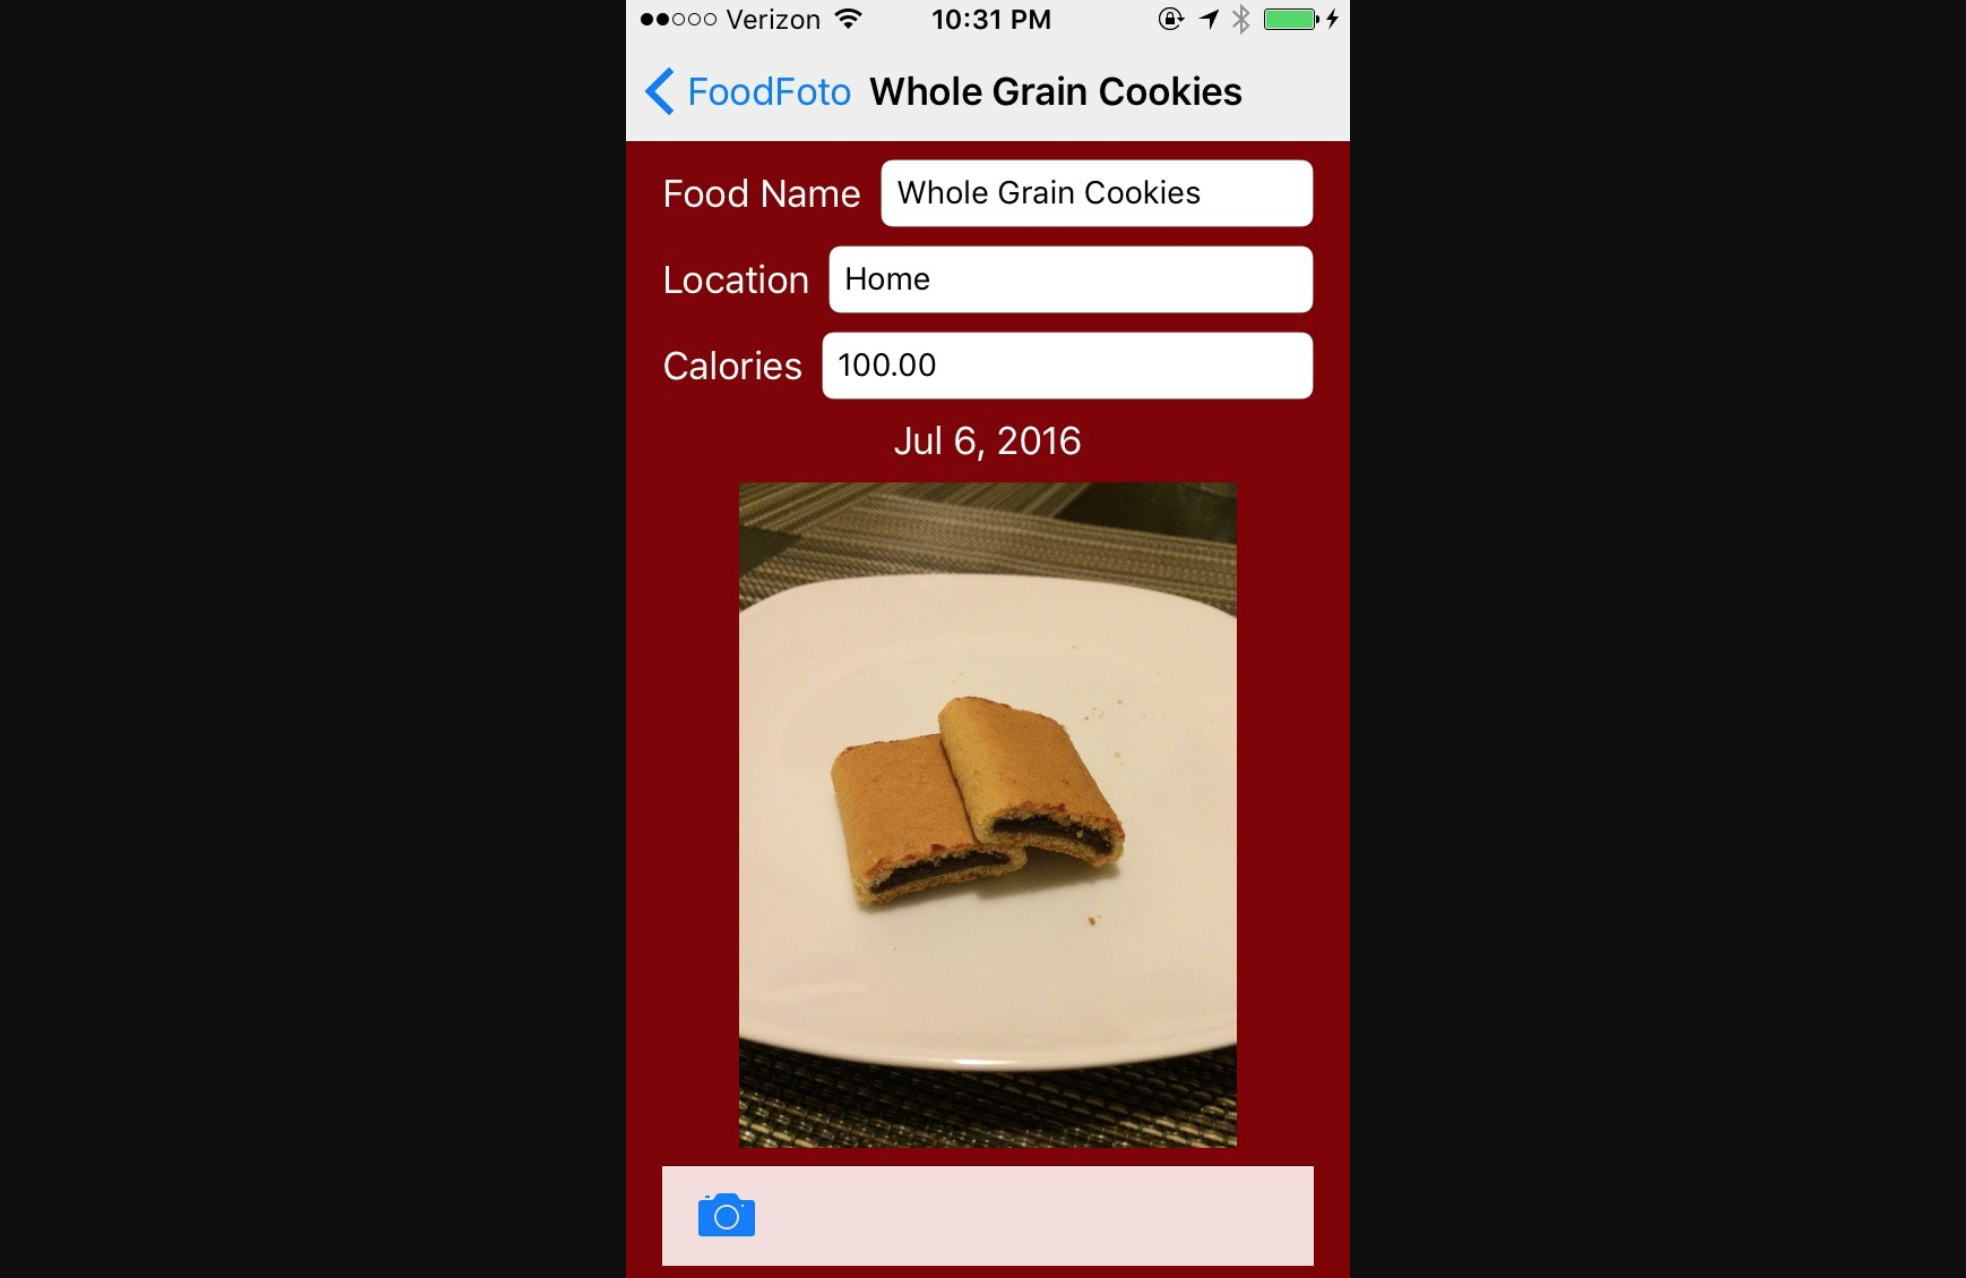 Verizon 10:31 PM
FoodFoto Whole Grain Cookies
Food Name Whole Grain Cookies
Location Home
Calories 100.00
Jul 6, 2016